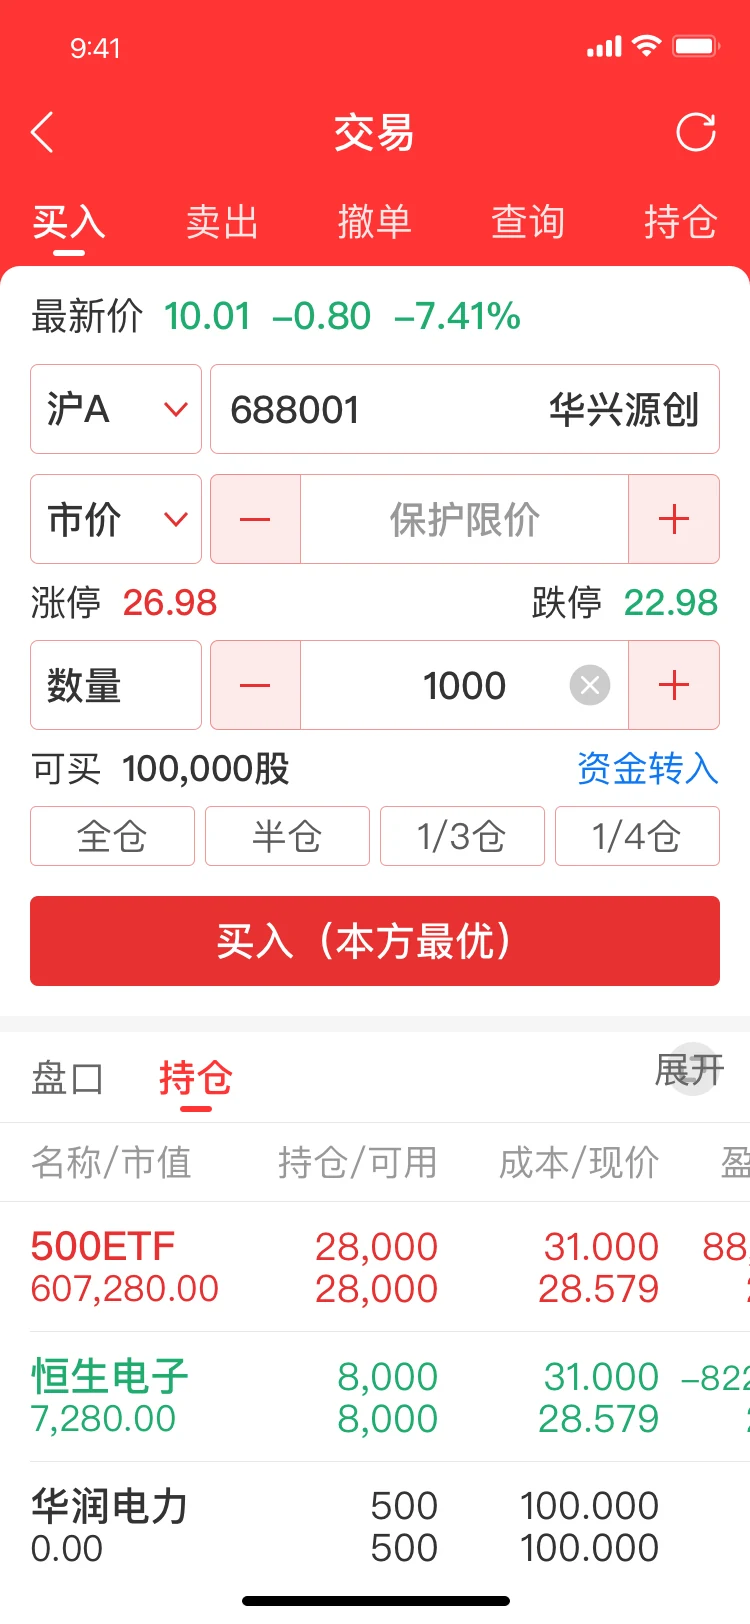 9:41
交易
买入 卖出 撤单 查询 持仓
最新价 10.01 -0.80 -7.41%
沪A 688001 华兴源创
市价 — 保护限价 +
涨停 26.98 跌停 22.98
数量 — 1000 +
可买 100,000股 资金转入
全仓 半仓 1/3仓 1/4仓
买入（本方最优）
盘口 持仓 展开
名称/市值 持仓/可用 成本/现价 盈
500ETF 28,000 31.000 88,
607,280.00 28,000 28.579
恒生电子 8,000 31.000 -822
7,280.00 8,000 28.579
华润电力 500 100.000
0.00 500 100.000